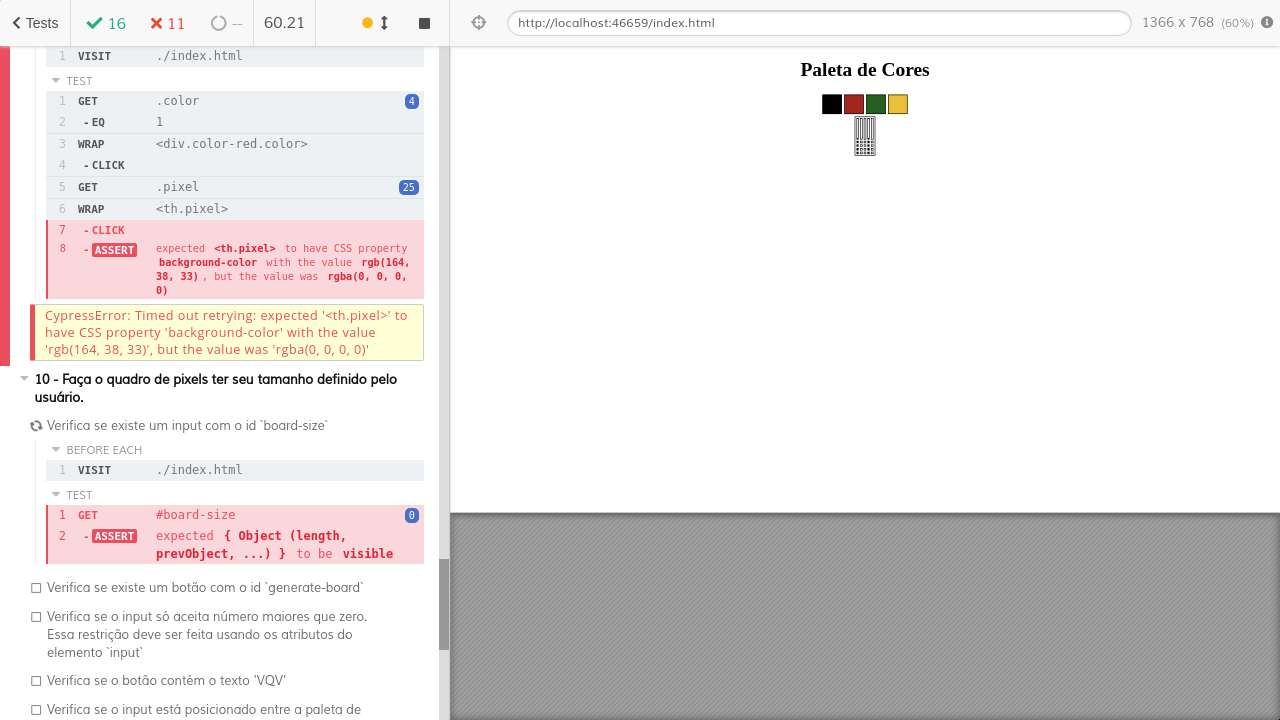 Tests 16 11 -- 60.21
http://localhost:46659/index.html 1366 x 768 (60%)
1 VISIT ./index.html
TEST
1 GET .color 4
2 - EQ 1
3 WRAP <div.color-red.color>
4 - CLICK
5 GET .pixel 25
6 WRAP <th.pixel>
7 - CLICK
8 - ASSERT expected <th.pixel> to have CSS property
background-color with the value rgb(164,
38, 33) , but the value was rgba(0, 0, 0,
0)
CypressError: Timed out retrying: expected '<th.pixel>' to
have CSS property 'background-color' with the value
'rgb(164, 38, 33)', but the value was 'rgba(0, 0, 0, 0)'
10 - Faça o quadro de pixels ter seu tamanho definido pelo
usuário.
Verifica se existe um input com o id `board-size`
BEFORE EACH
1 VISIT ./index.html
TEST
1 GET #board-size 0
2 - ASSERT expected { Object (length,
prevObject, ...) } to be visible
Verifica se existe um botão com o id `generate-board`
Verifica se o input só aceita número maiores que zero.
Essa restrição deve ser feita usando os atributos do
elemento `input`
Verifica se o botão contém o texto 'VQV'
Verifica se o input está posicionado entre a paleta de
Paleta de Cores